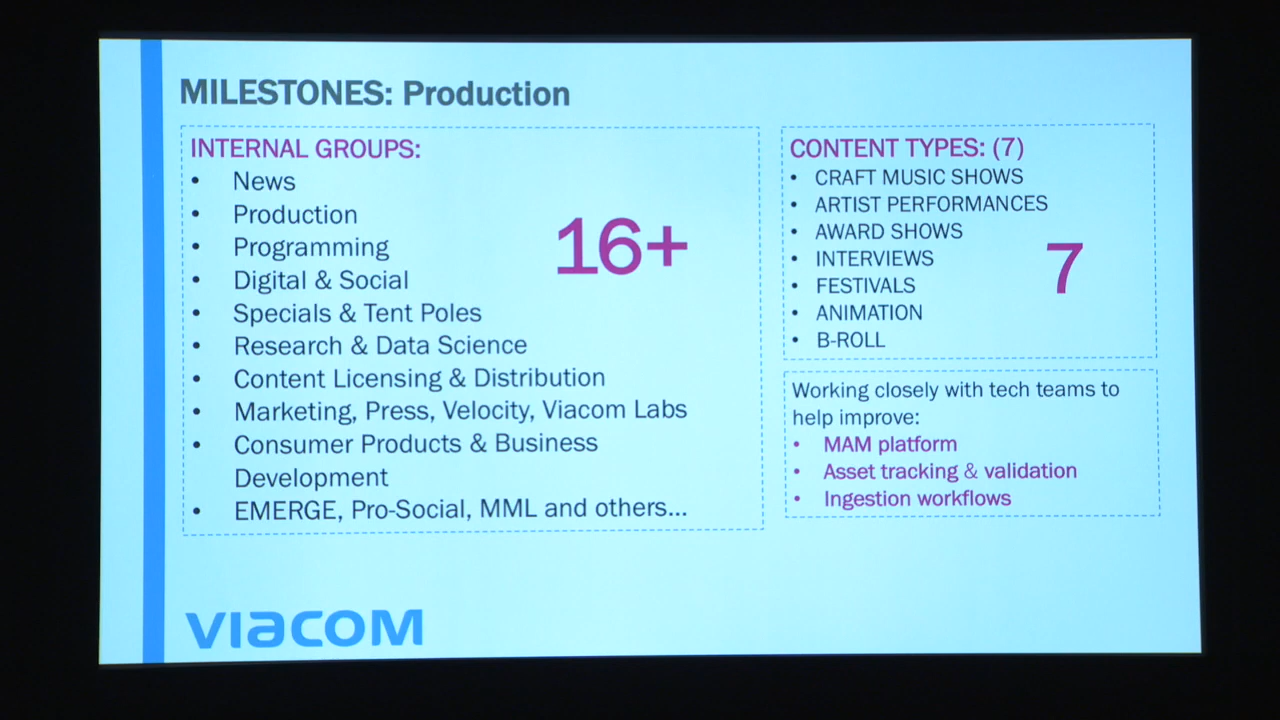 MILESTONES: Production
INTERNAL GROUPS:
• News
• Production
• Programming
• Digital & Social
• Specials & Tent Poles
• Research & Data Science
• Content Licensing & Distribution
• Marketing, Press, Velocity, Viacom Labs
• Consumer Products & Business
Development
• EMERGE, Pro-Social, MML and others...
16+
CONTENT TYPES: (7)
• CRAFT MUSIC SHOWS
• ARTIST PERFORMANCES
• AWARD SHOWS
• INTERVIEWS
• FESTIVALS
• ANIMATION
• B-ROLL
7
Working closely with tech teams to
help improve:
• MAM platform
• Asset tracking & validation
• Ingestion workflows
VIACOM